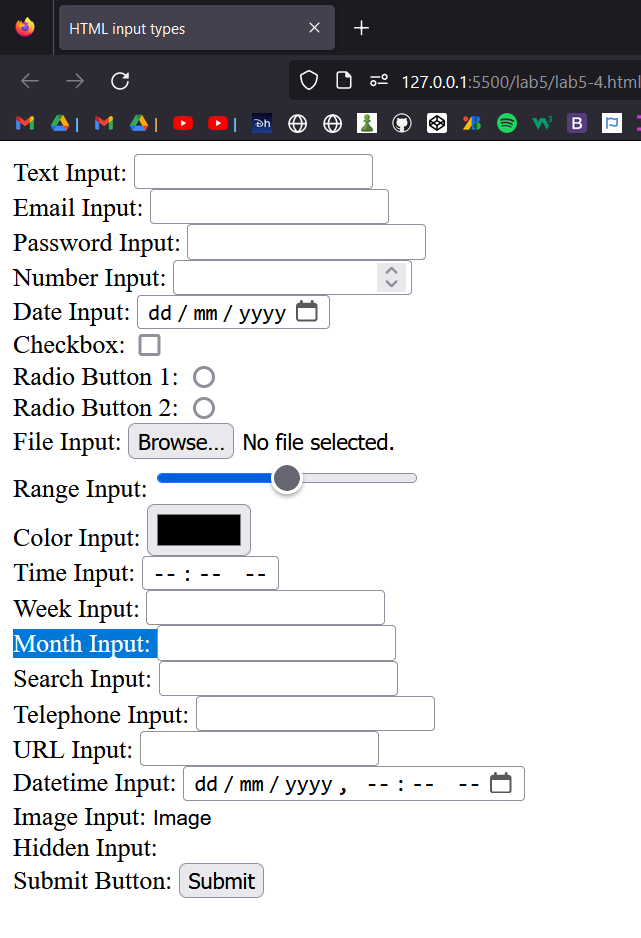 HTML input types
127.0.0.1:5500/lab5/lab5-4.html
Text Input:
Email Input:
Password Input:
Number Input:
Date Input: dd / mm / yyyy
Checkbox:
Radio Button 1:
Radio Button 2:
File Input: Browse... No file selected.
Range Input:
Color Input:
Time Input: -- : -- --
Week Input:
Month Input:
Search Input:
Telephone Input:
URL Input:
Datetime Input: dd / mm / yyyy , -- : -- --
Image Input: Image
Hidden Input:
Submit Button: Submit